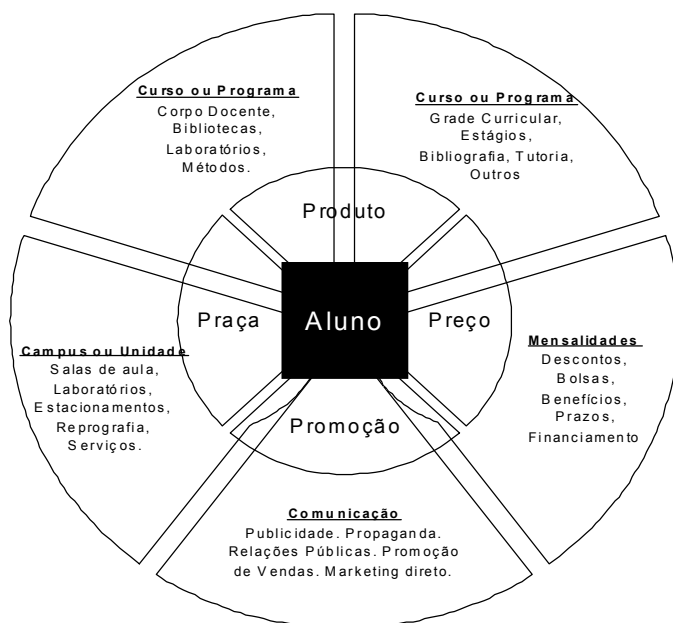 Curso ou Programa
Corpo Docente,
Bibliotecas,
Laboratórios,
Métodos.
Curso ou Programa
Grade Curricular,
Estágios,
Bibliografia, Tutoria,
Outros
Produto
Praça
Aluno
Preço
Campus ou Unidade
Salas de aula,
Laboratórios,
Estacionamentos,
Reprografia,
Serviços.
Mensalidades
Descontos,
Bolsas,
Benefícios,
Prazos,
Financiamento
Promoção
Comunicação
Publicidade. Propaganda.
Relações Públicas. Promoção
de Vendas. Marketing direto.